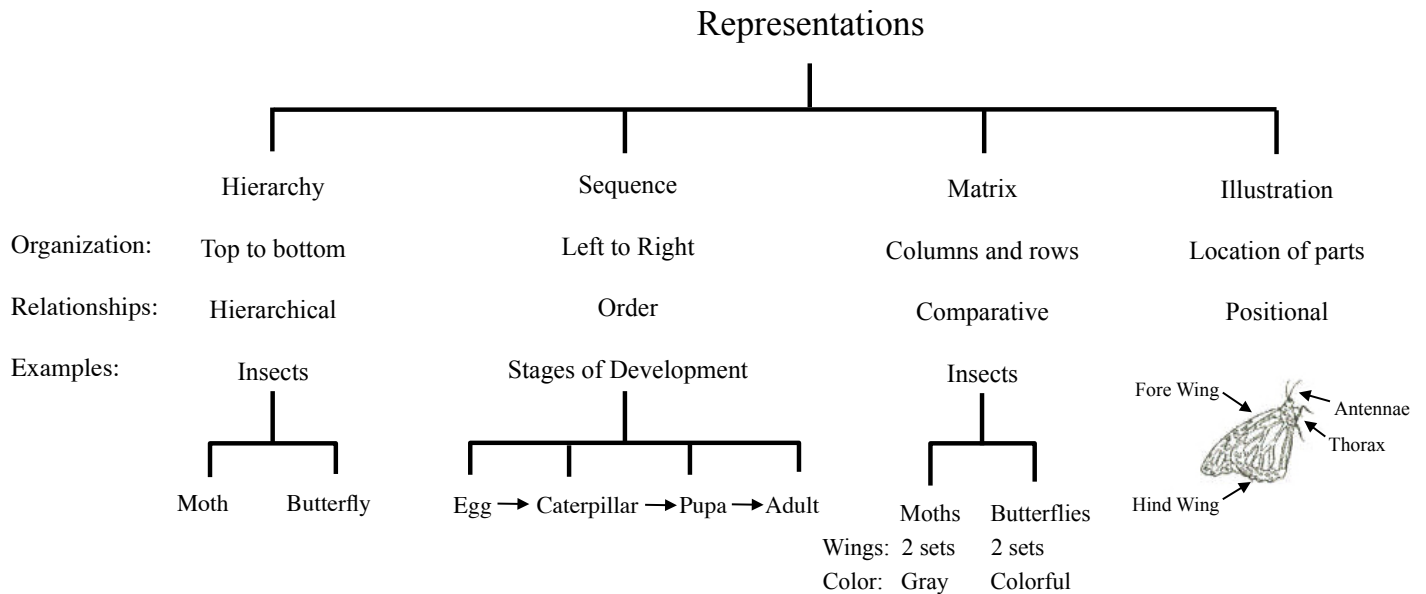 Representations
Hierarchy Sequence Matrix Illustration
Organization: Top to bottom Left to Right Columns and rows Location of parts
Relationships: Hierarchical Order Comparative Positional
Examples: Insects Stages of Development Insects
Fore Wing
Antennae
Thorax
Hind Wing
Moth Butterfly Egg Caterpillar Pupa Adult
Moths Butterflies
Wings: 2 sets 2 sets
Color: Gray Colorful